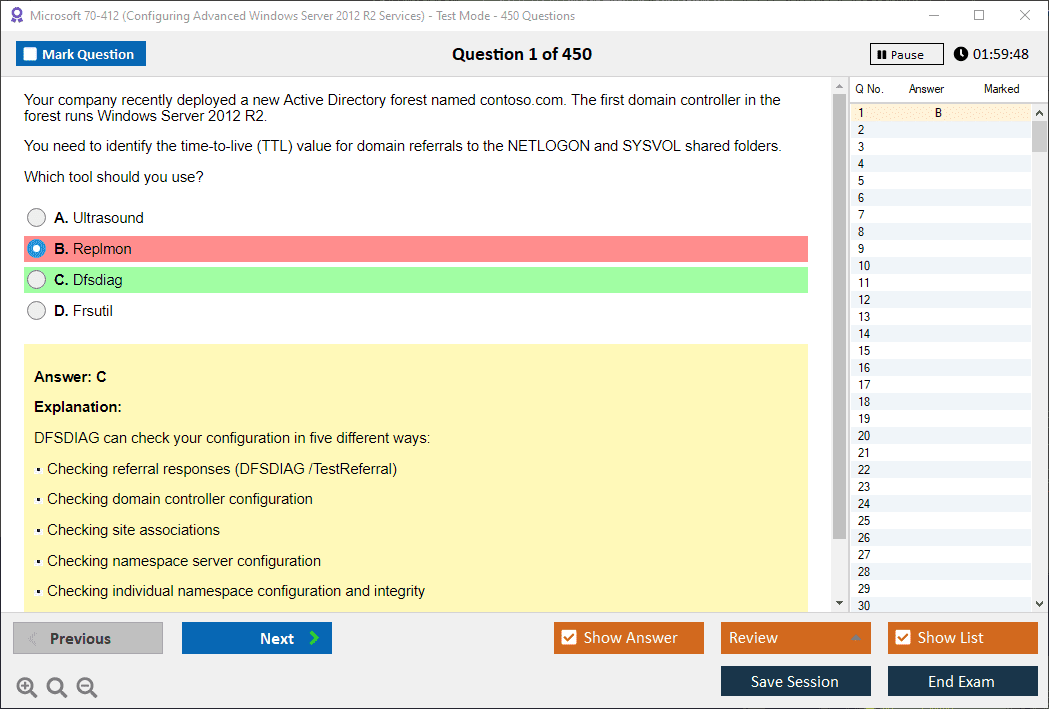 Microsoft 70-412 (Configuring Advanced Windows Server 2012 R2 Services) - Test Mode - 450 Questions
Mark Question
Question 1 of 450
Pause
01:59:48
Your company recently deployed a new Active Directory forest named contoso.com. The first domain controller in the
forest runs Windows Server 2012 R2.
You need to identify the time-to-live (TTL) value for domain referrals to the NETLOGON and SYSVOL shared folders.
Which tool should you use?
A. Ultrasound
B. Replmon
C. Dfsdiag
D. Frsutil
Answer: C
Explanation:
DFSDIAG can check your configuration in five different ways:
▪ Checking referral responses (DFSDIAG /TestReferral)
▪ Checking domain controller configuration
▪ Checking site associations
▪ Checking namespace server configuration
▪ Checking individual namespace configuration and integrity
Q No. Answer Marked
1 B
2
3
4
5
6
7
8
9
10
11
12
13
14
15
16
17
18
19
20
21
22
23
24
25
26
27
28
29
30
Previous
Next
Show Answer
Review
Show List
Save Session
End Exam